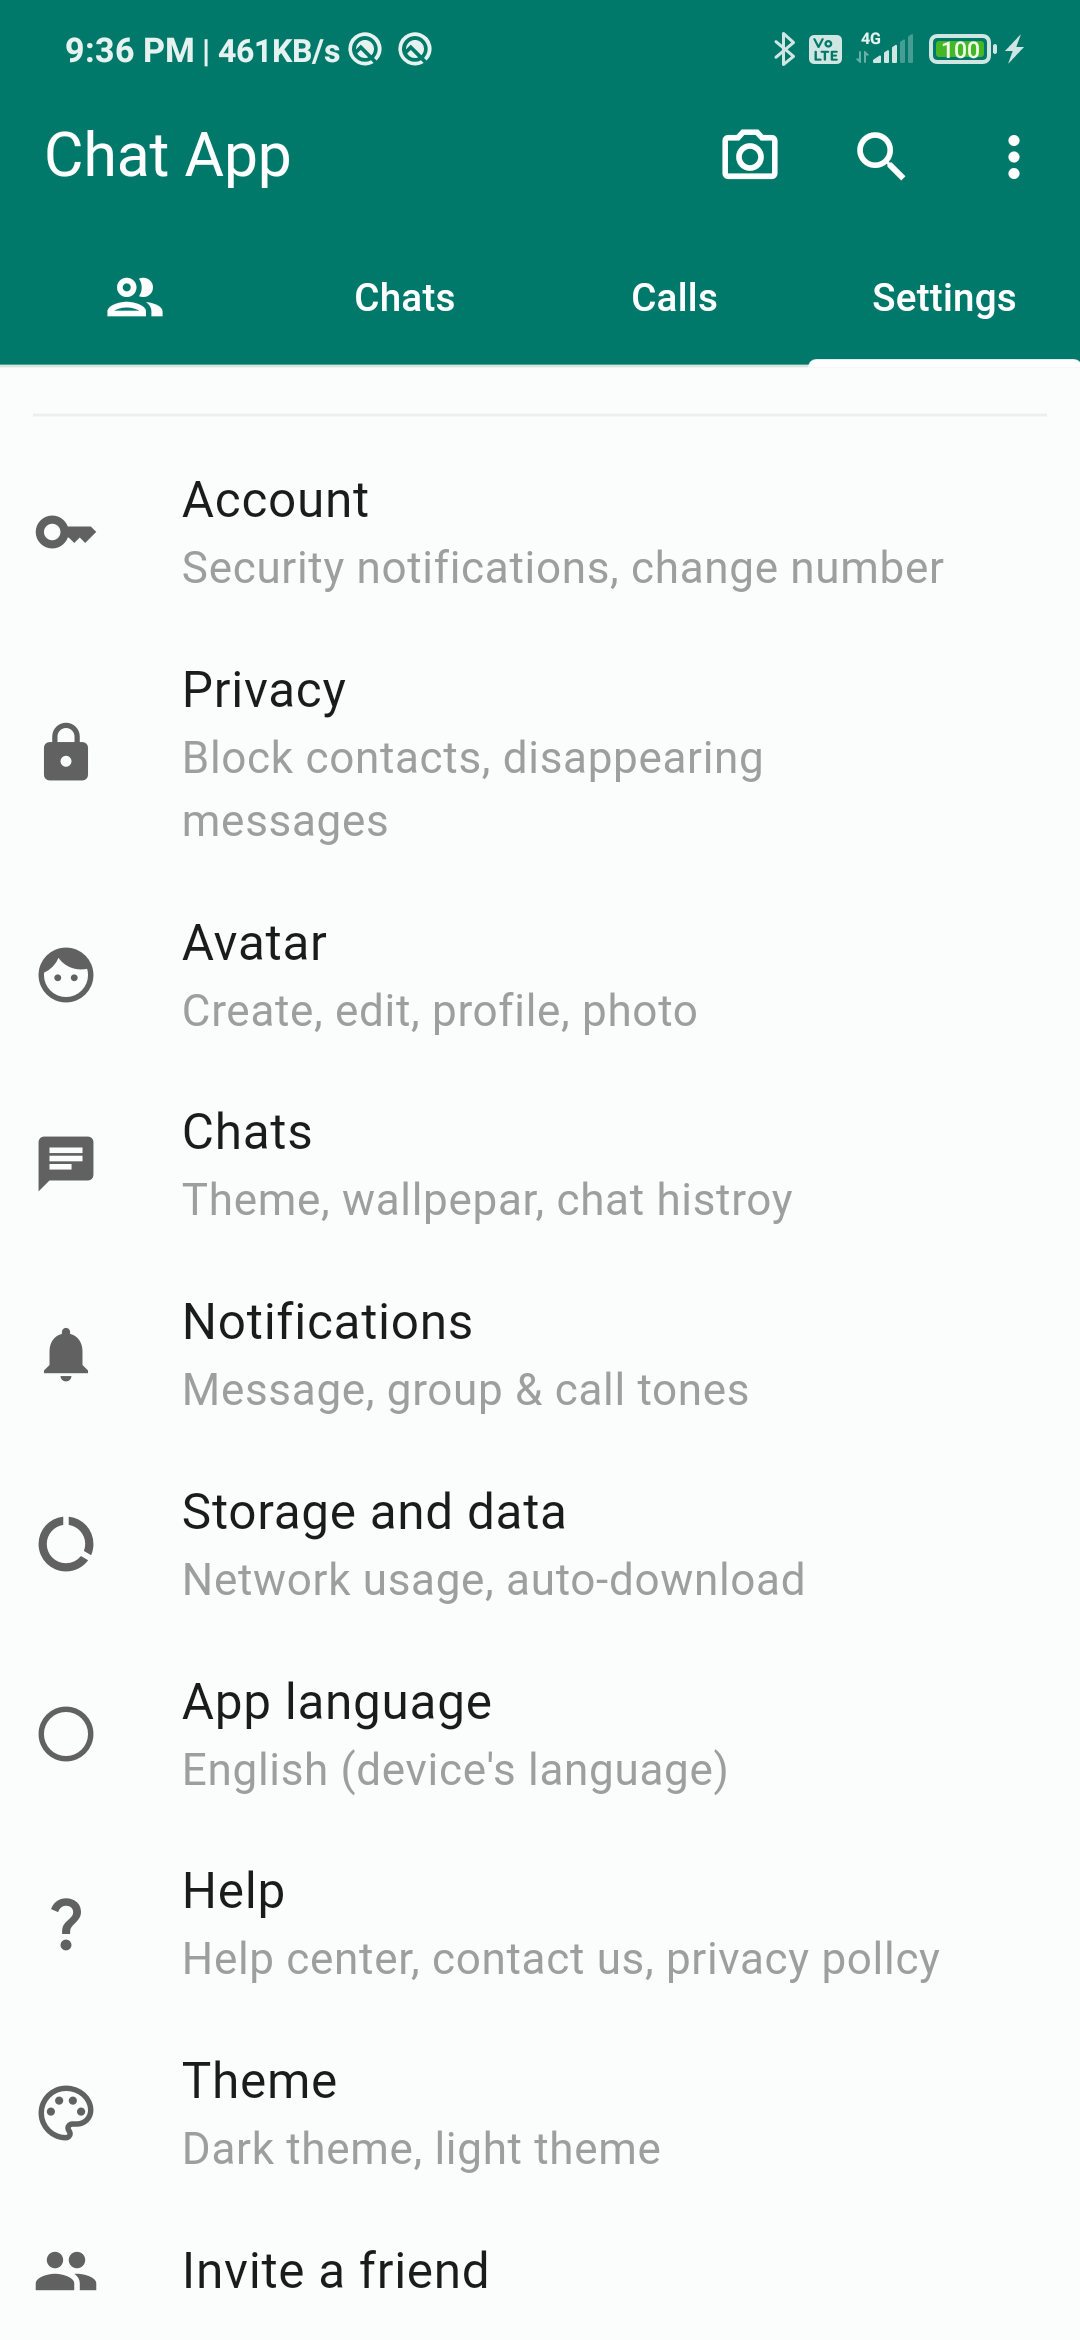 9:36 PM | 461KB/s Vo LTE 4G 100
Chat App
Chats Calls Settings
Account
Security notifications, change number
Privacy
Block contacts, disappearing
messages
Avatar
Create, edit, profile, photo
Chats
Theme, wallpepar, chat histroy
Notifications
Message, group & call tones
Storage and data
Network usage, auto-download
App language
English (device's language)
Help
Help center, contact us, privacy pollcy
Theme
Dark theme, light theme
Invite a friend